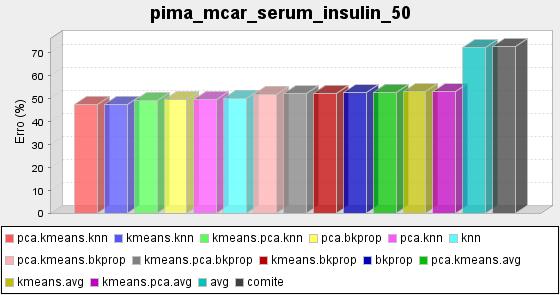 pima_mcar_serum_insulin_50
70
60
50
40
30
20
10
0
Erro (%)
pca.kmeans.knn kmeans.knn kmeans.pca.knn pca.bkprop pca.knn knn
pca.kmeans.bkprop kmeans.pca.bkprop kmeans.bkprop bkprop pca.kmeans.avg
kmeans.avg kmeans.pca.avg avg comite